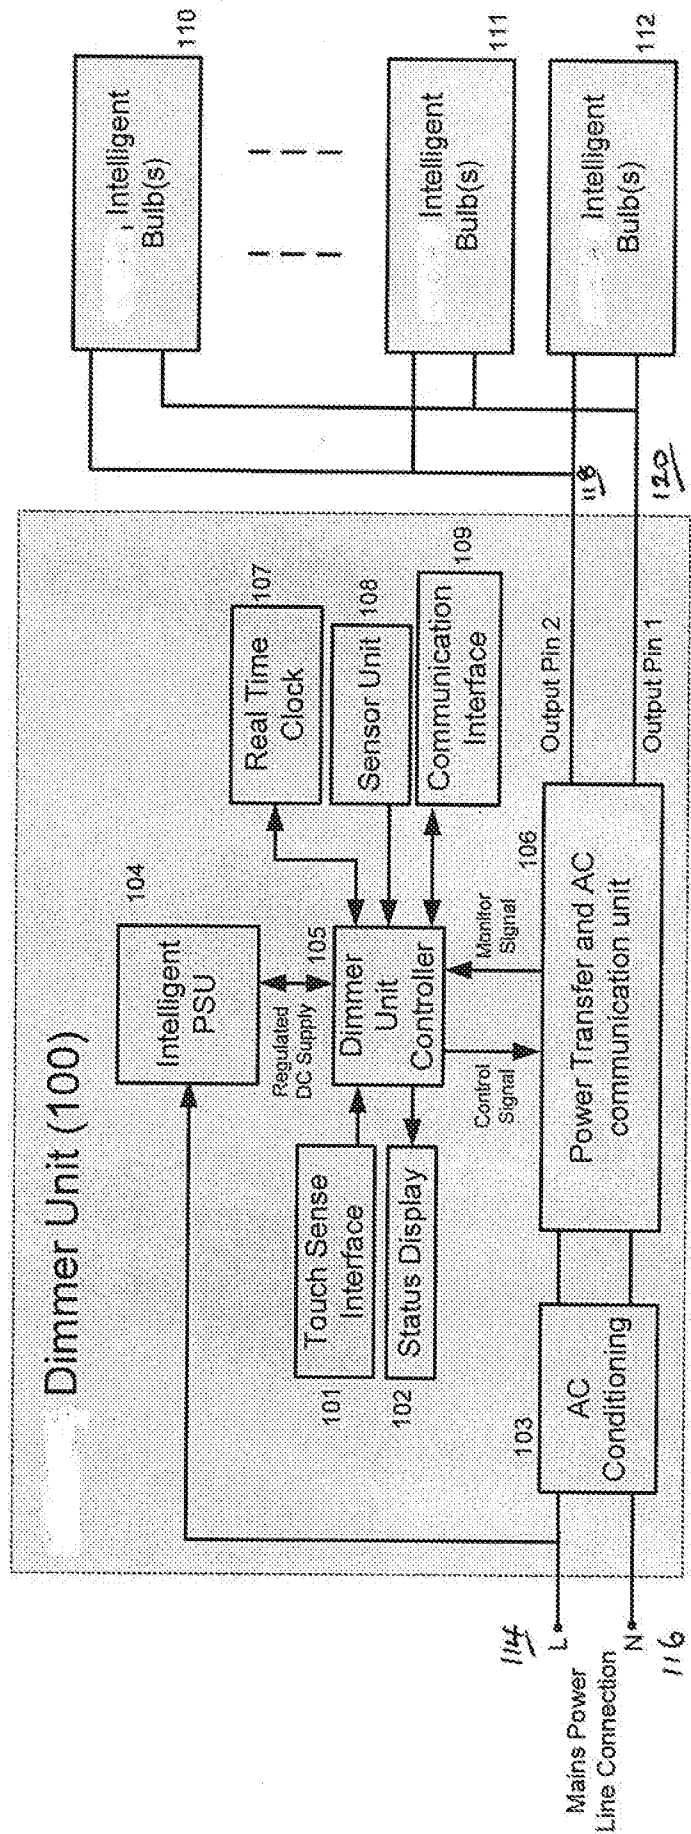 Dimmer Unit (100)
104
Intelligent
PSU
Regulated
DC Supply
105
Dimmer
Unit
Controller
Touch Sense
Interface
101
Status Display
102
Real Time
Clock
107
Sensor Unit
108
Communication
Interface
109
Control
Signal
Monitor
Signal
103
AC
Conditioning
106
Power Transfer and AC
communication unit
Output Pin 2
Output Pin 1
118
120
114
L
N
116
Mains Power
Line Connection
Intelligent
Bulb(s)
110
Intelligent
Bulb(s)
111
Intelligent
Bulb(s)
112